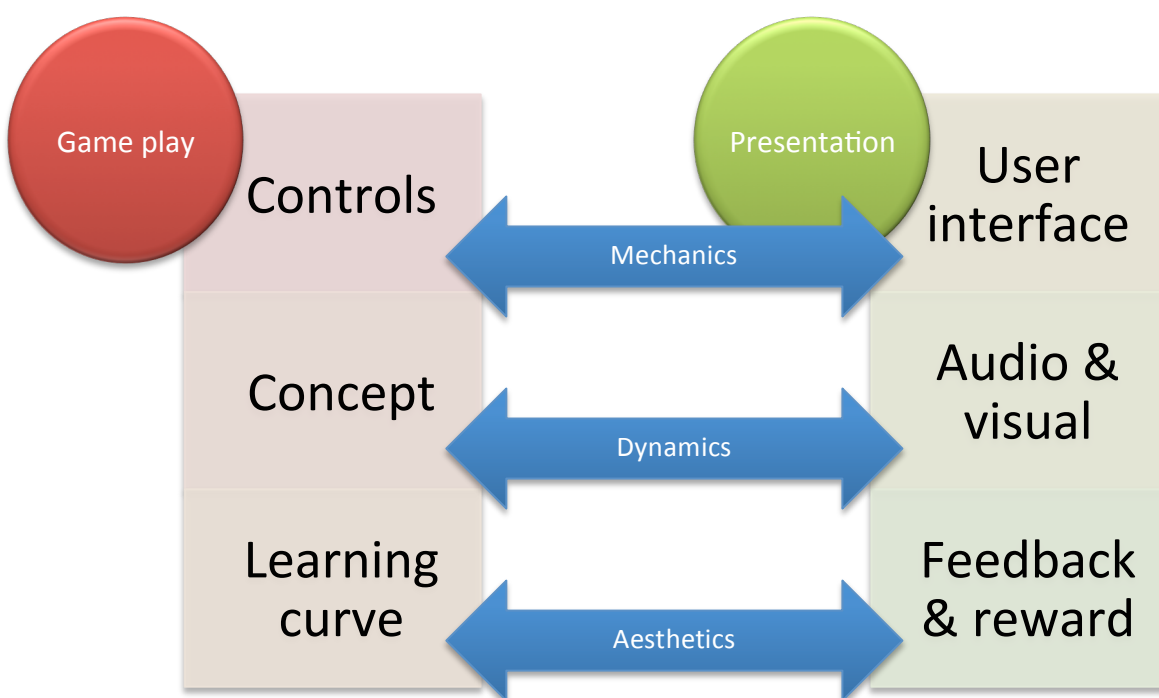 Game play
Controls
Concept
Learning
curve
Mechanics
Dynamics
Aesthetics
Presentation
User
interface
Audio &
visual
Feedback
& reward